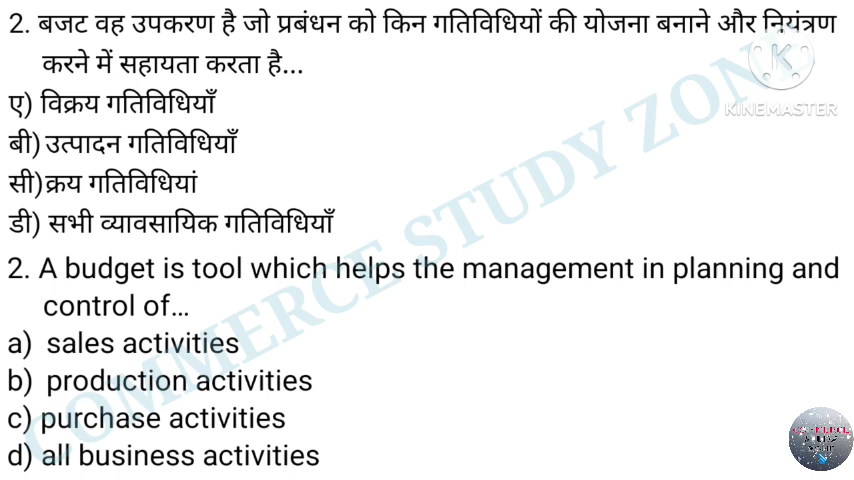 2. बजट वह उपकरण है जो प्रबंधन को किन गतिविधियों की योजना बनाने और नियंत्रण
करने में सहायता करता है...
ए) विक्रय गतिविधियाँ
बी) उत्पादन गतिविधियाँ
सी)क्रय गतिविधियां
डी) सभी व्यावसायिक गतिविधियाँ
2. A budget is tool which helps the management in planning and
control of...
a) sales activities
b) production activities
c) purchase activities
d) all business activities
COMMERCE STUDY ZONE
K
KINEMASTER